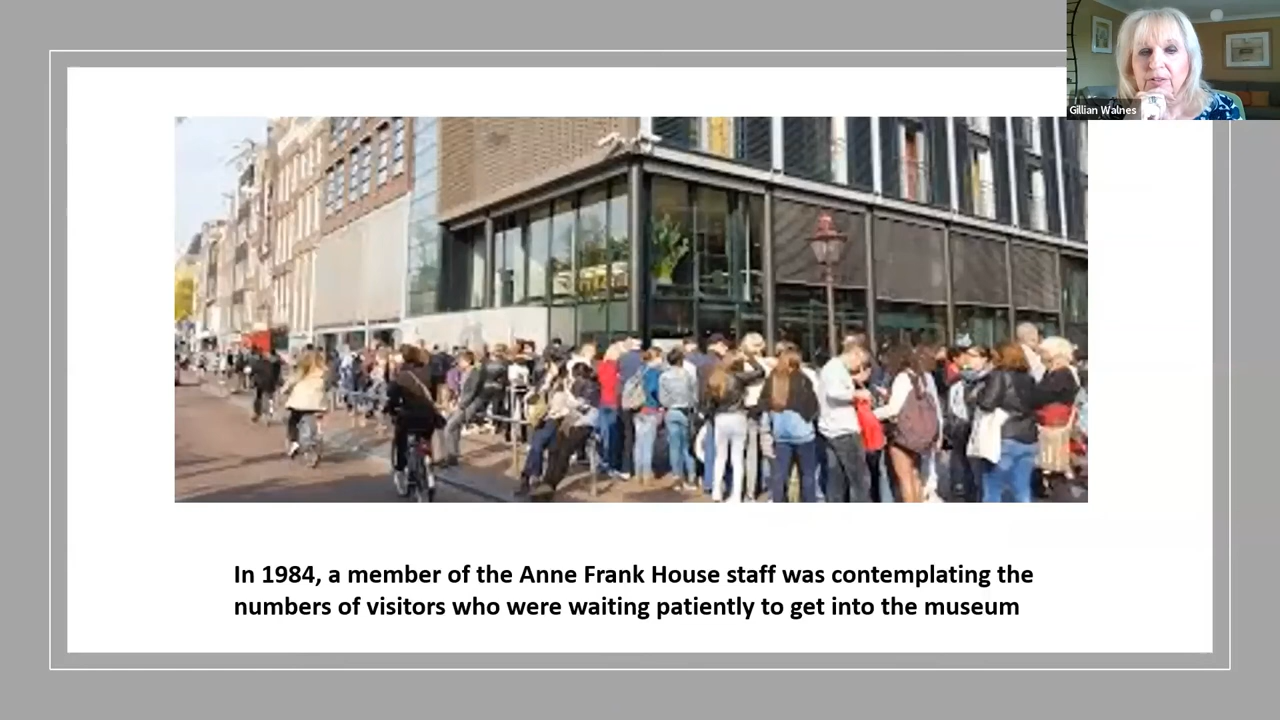 Gillian Walnes
In 1984, a member of the Anne Frank House staff was contemplating the
numbers of visitors who were waiting patiently to get into the museum